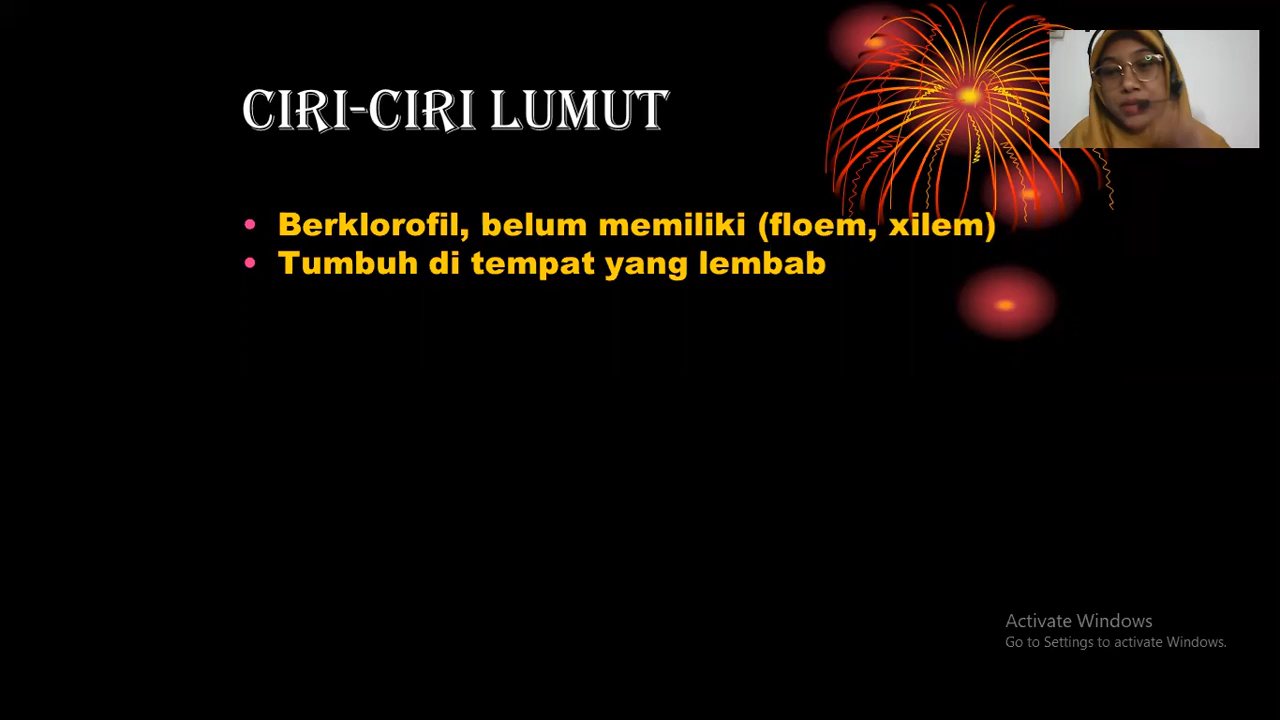 CIRI-CIRI LUMUT
• Berklorofil, belum memiliki (floem, xilem)
• Tumbuh di tempat yang lembab
Activate Windows
Go to Settings to activate Windows.